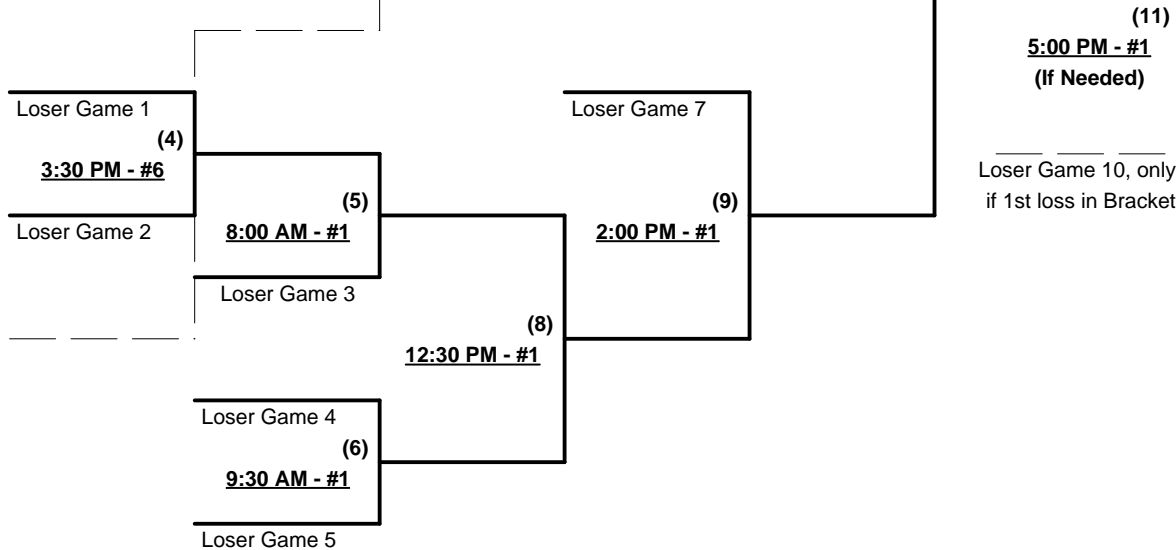 (11)
5:00 PM - #1
(If Needed)
Loser Game 1
Loser Game 7
(4)
3:30 PM - #6
Loser Game 10, only
if 1st loss in Bracket
(5)
(9)
Loser Game 2
8:00 AM - #1
2:00 PM - #1
Loser Game 3
(8)
12:30 PM - #1
Loser Game 4
(6)
9:30 AM - #1
Loser Game 5